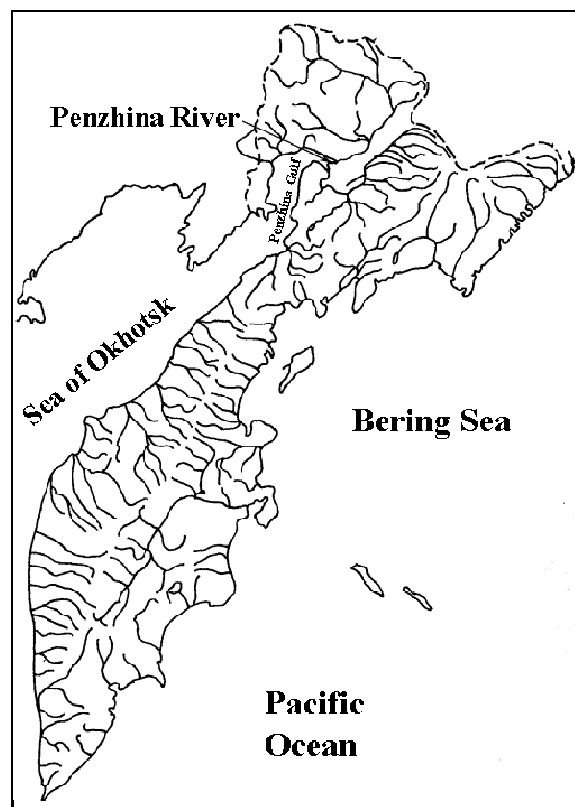 Penzhina River
Penzhina Gulf
Sea of Okhotsk
Bering Sea
Pacific
Ocean